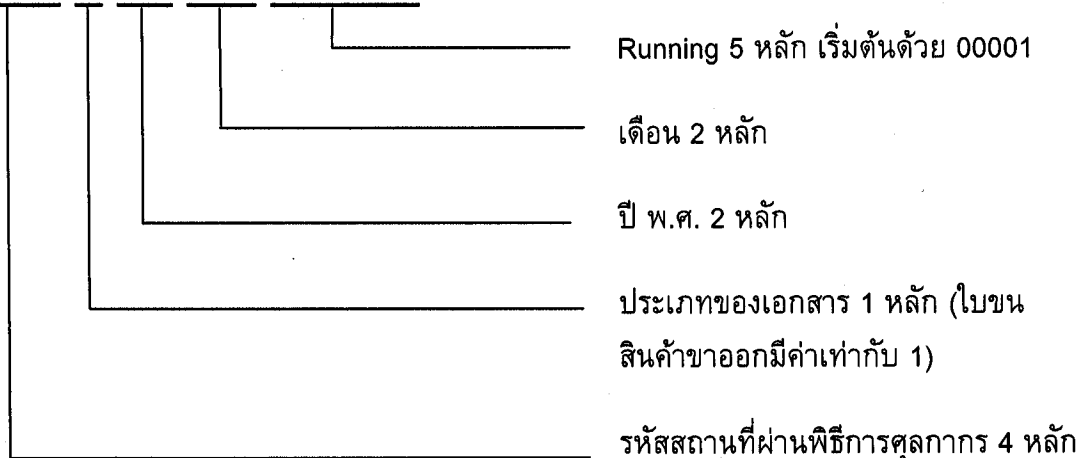 Running 5 หลัก เริ่มต้นด้วย 00001
เดือน 2 หลัก
ปี พ.ศ. 2 หลัก
ประเภทของเอกสาร 1 หลัก (ใบขน
สินค้าขาออกมีค่าเท่ากับ 1)
รหัสสถานที่ผ่านพิธีการศุลกากร 4 หลัก